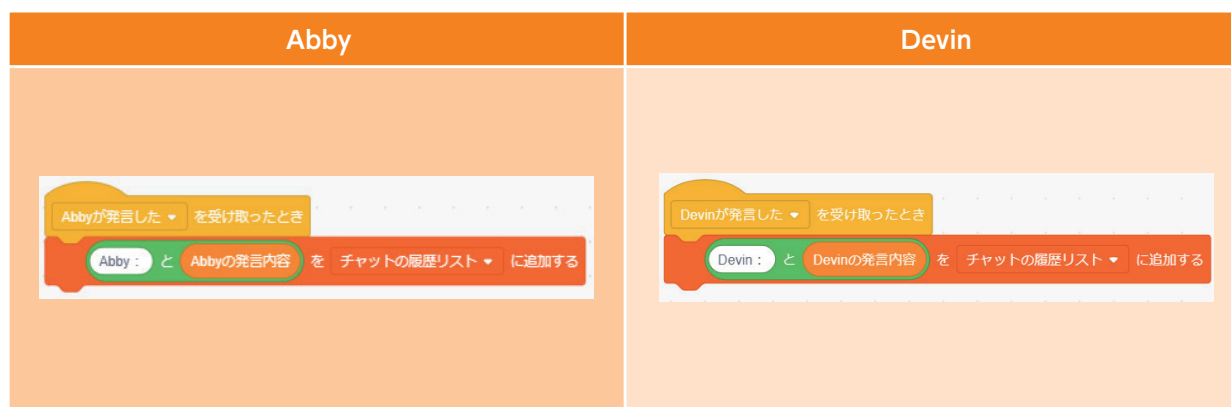 Abby
Devin
Abbyが発言した を受け取ったとき
Abby： と Abbyの発言内容 を チャットの履歴リスト に追加する
Devinが発言した を受け取ったとき
Devin： と Devinの発言内容 を チャットの履歴リスト に追加する